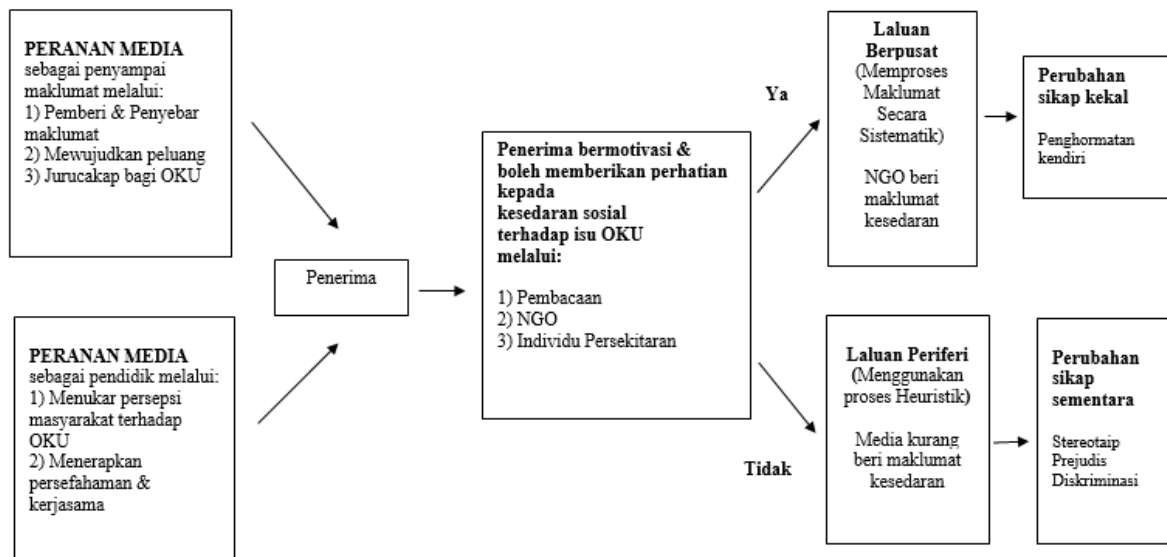 PERANAN MEDIA
sebagai penyampai
maklumat melalui:
1) Pemberi & Penyebar
maklumat
2) Mewujudkan peluang
3) Jurucakap bagi OKU
PERANAN MEDIA
sebagai pendidik melalui:
1) Menukar persepsi
masyarakat terhadap
OKU
2) Menerapkan
persefahaman &
kerjasama
Penerima
Penerima bermotivasi &
boleh memberikan perhatian
kepada
kesedaran sosial
terhadap isu OKU
melalui:
1) Pembacaan
2) NGO
3) Individu Persekitaran
Ya
Laluan
Berpusat
(Memproses
Maklumat
Secara
Sistematik)
NGO beri
maklumat
kesedaran
Perubahan
sikap kekal
Penghormatan
kendiri
Tidak
Laluan Periferi
(Menggunakan
proses Heuristik)
Media kurang
beri maklumat
kesedaran
Perubahan
sikap
sementara
Stereotaip
Prejudis
Diskriminasi